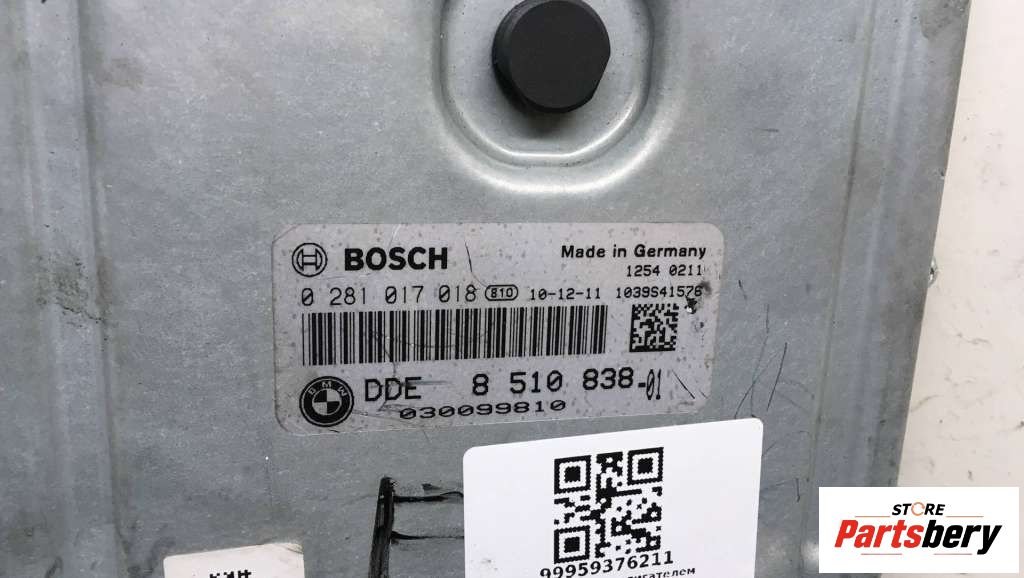 BOSCH
Made in Germany
1254 0211
0 281 017 018 810 10-12-11 1039S41576
BMW
DDE 8 510 838-01
030099810
99959376211
STORE
Partsbery